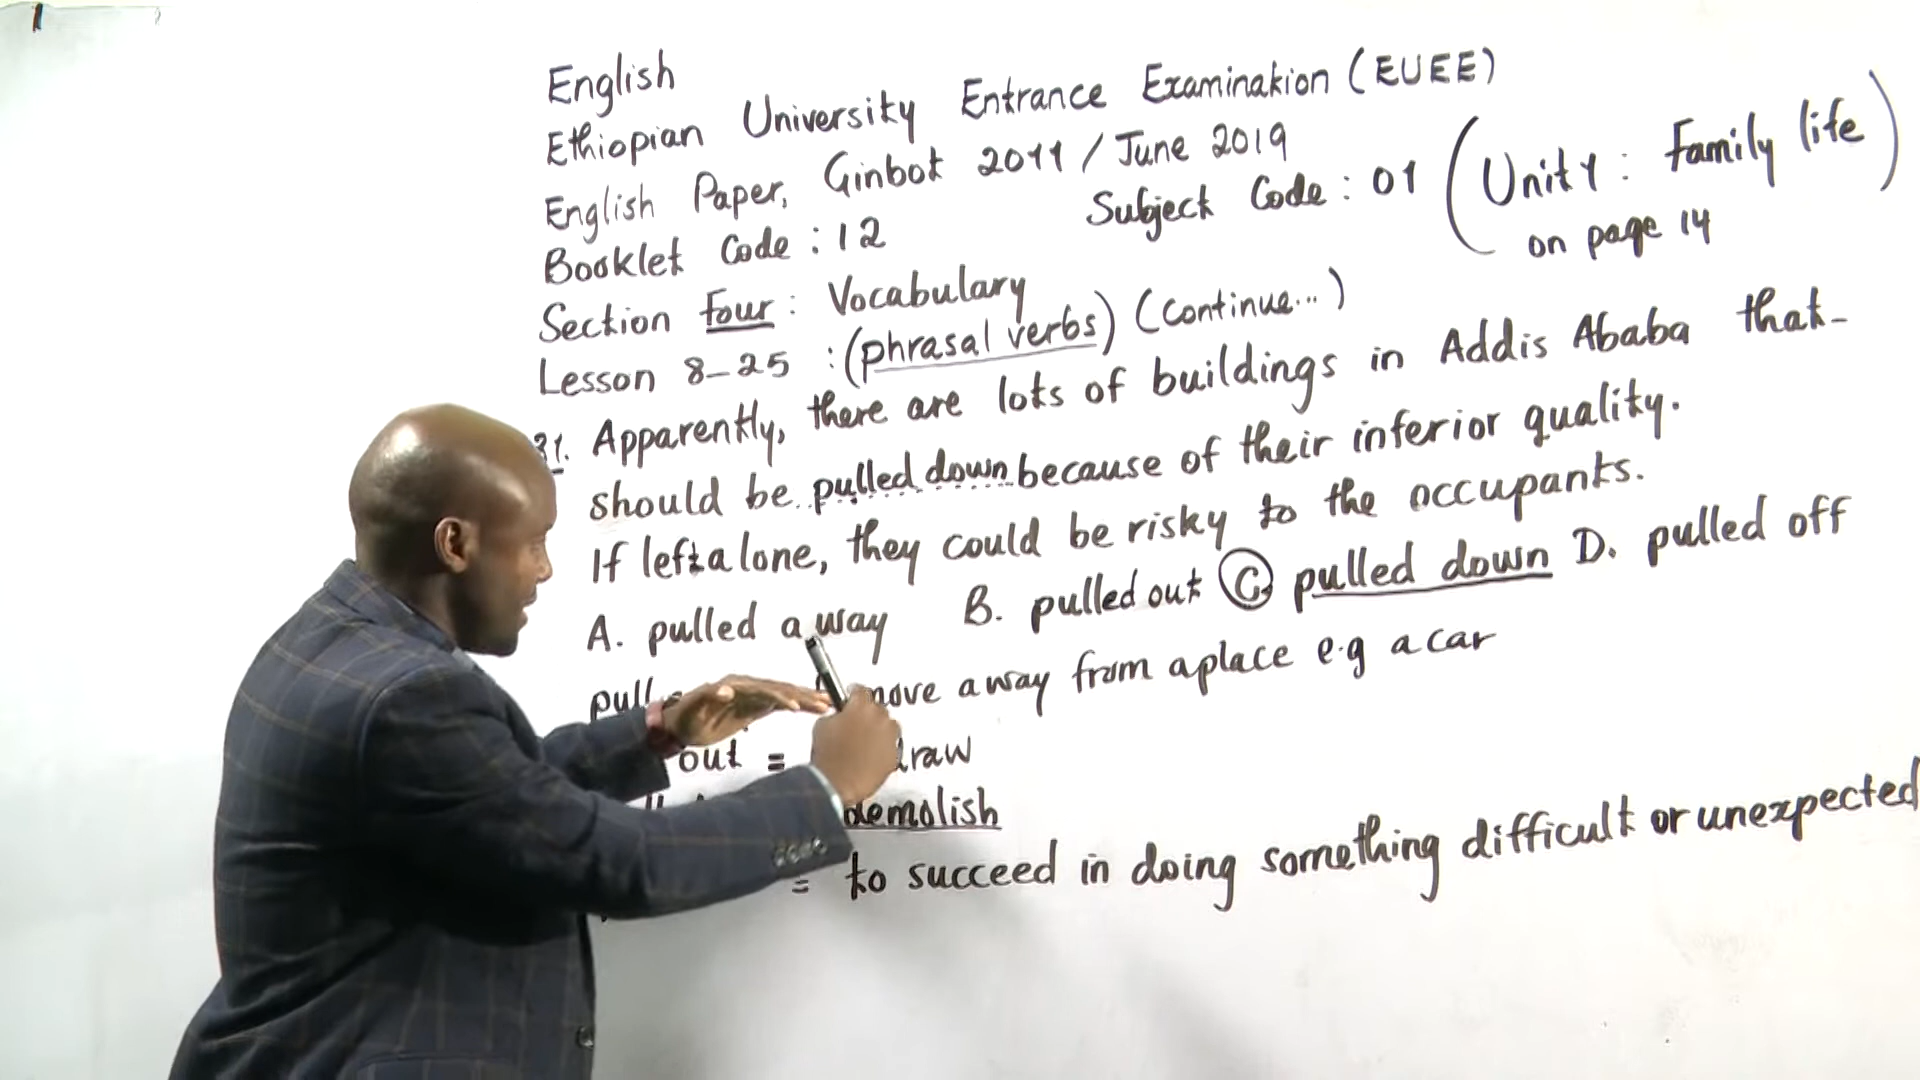 English
Ethiopian University Entrance Examination (EUEE)
English Paper, Ginbot 2011 / June 2019
Booklet Code : 12 Subject Code : 01 (Unit 1 : Family life)
on page 14
Section Four : Vocabulary
Lesson 8-25 : (phrasal verbs) (continue...)
31. Apparently, there are lots of buildings in Addis Ababa that-
should be pulled down because of their inferior quality.
If left alone, they could be risky to the occupants.
A. pulled away B. pulled out C. pulled down D. pulled off
pull move away from a place e.g a car
out =
demolish
= to succeed in doing something difficult or unexpected